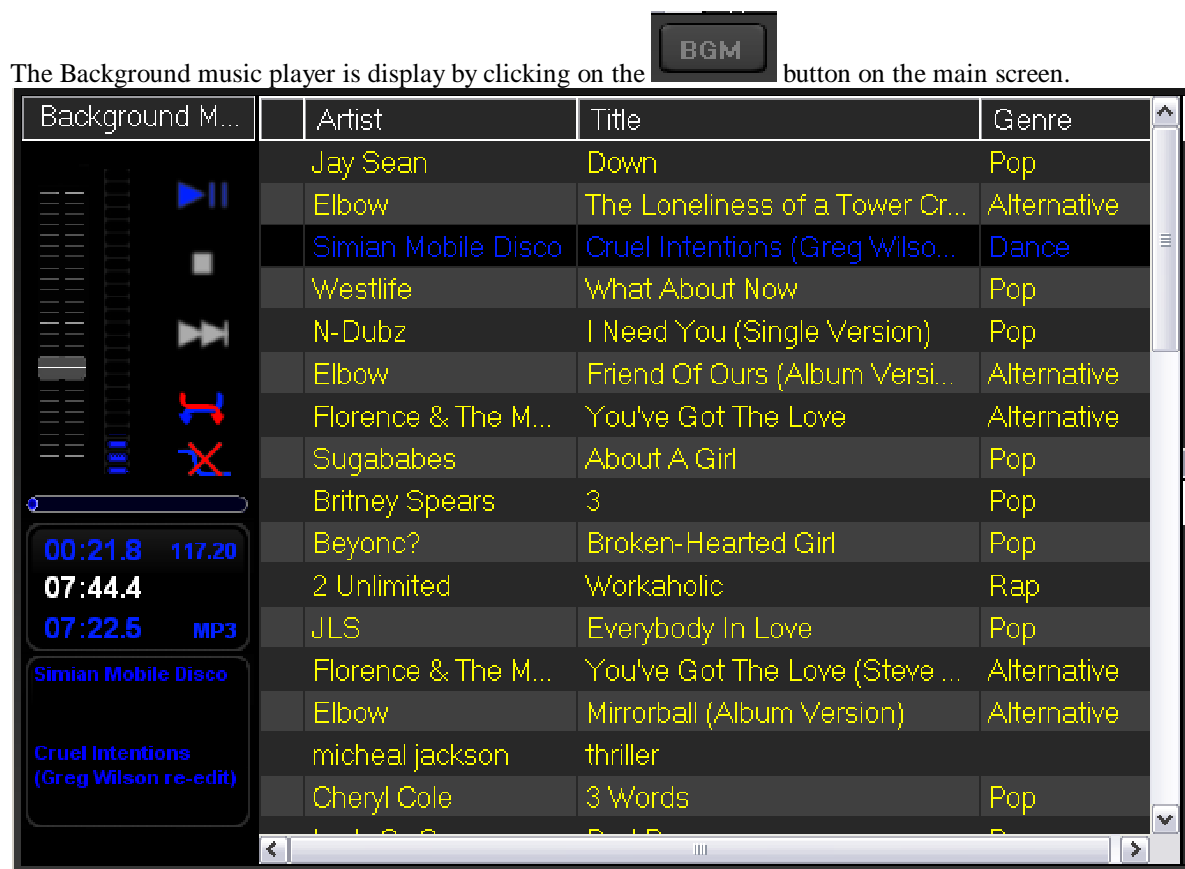 The Background music player is display by clicking on the BGM button on the main screen.
Background M... Artist Title Genre
Jay Sean Down Pop
Elbow The Loneliness of a Tower Cr... Alternative
Simian Mobile Disco Cruel Intentions (Greg Wilso... Dance
Westlife What About Now Pop
N-Dubz I Need You (Single Version) Pop
Elbow Friend Of Ours (Album Versi... Alternative
Florence & The M... You've Got The Love Alternative
Sugababes About A Girl Pop
Britney Spears 3 Pop
Beyonc? Broken-Hearted Girl Pop
2 Unlimited Workaholic Rap
JLS Everybody In Love Pop
Florence & The M... You've Got The Love (Steve ... Alternative
Elbow Mirrorball (Album Version) Alternative
micheal jackson thriller
Cheryl Cole 3 Words Pop
00:21.8 117.20
07:44.4
07:22.5 MP3
Simian Mobile Disco
Cruel Intentions
(Greg Wilson re-edit)